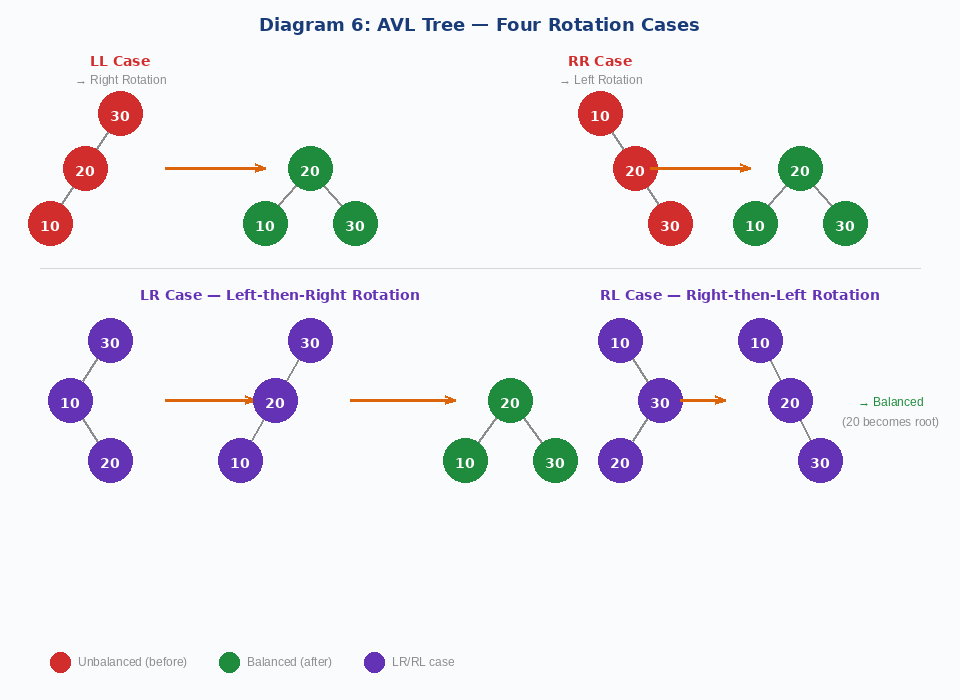 Diagram 6: AVL Tree — Four Rotation Cases
LL Case
→ Right Rotation
30
20
10
20
10
30
RR Case
→ Left Rotation
10
20
30
20
10
30
LR Case — Left-then-Right Rotation
30
10
20
30
20
10
20
10
30
RL Case — Right-then-Left Rotation
10
30
20
10
20
30
→ Balanced
(20 becomes root)
Unbalanced (before)
Balanced (after)
LR/RL case